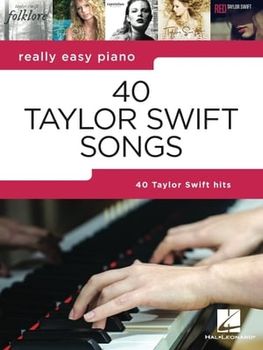 folklore
RED TAYLOR SWIFT
really easy piano
40
TAYLOR SWIFT
SONGS
40 Taylor Swift hits
HAL•LEONARD®